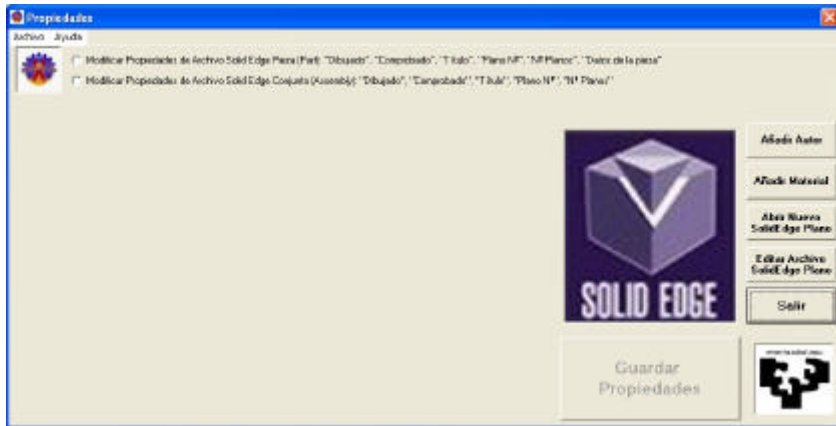 Propiedades
Archivo Ayuda
Modificar Propiedades de Archivo Solid Edge Pieza (Part): "Dibujado", "Comprobado", "Título", "Plano Nº", "Nº Planos", "Datos de la pieza"
Modificar Propiedades de Archivo Solid Edge Conjunto (Assembly): "Dibujado", "Comprobado", "Título", "Plano Nº", "Nº Planos"
Añadir Autor
Añadir Material
Abrir Nuevo
SolidEdge Plano
Editar Archivo
SolidEdge Plano
SOLID EDGE
Salir
Guardar
Propiedades